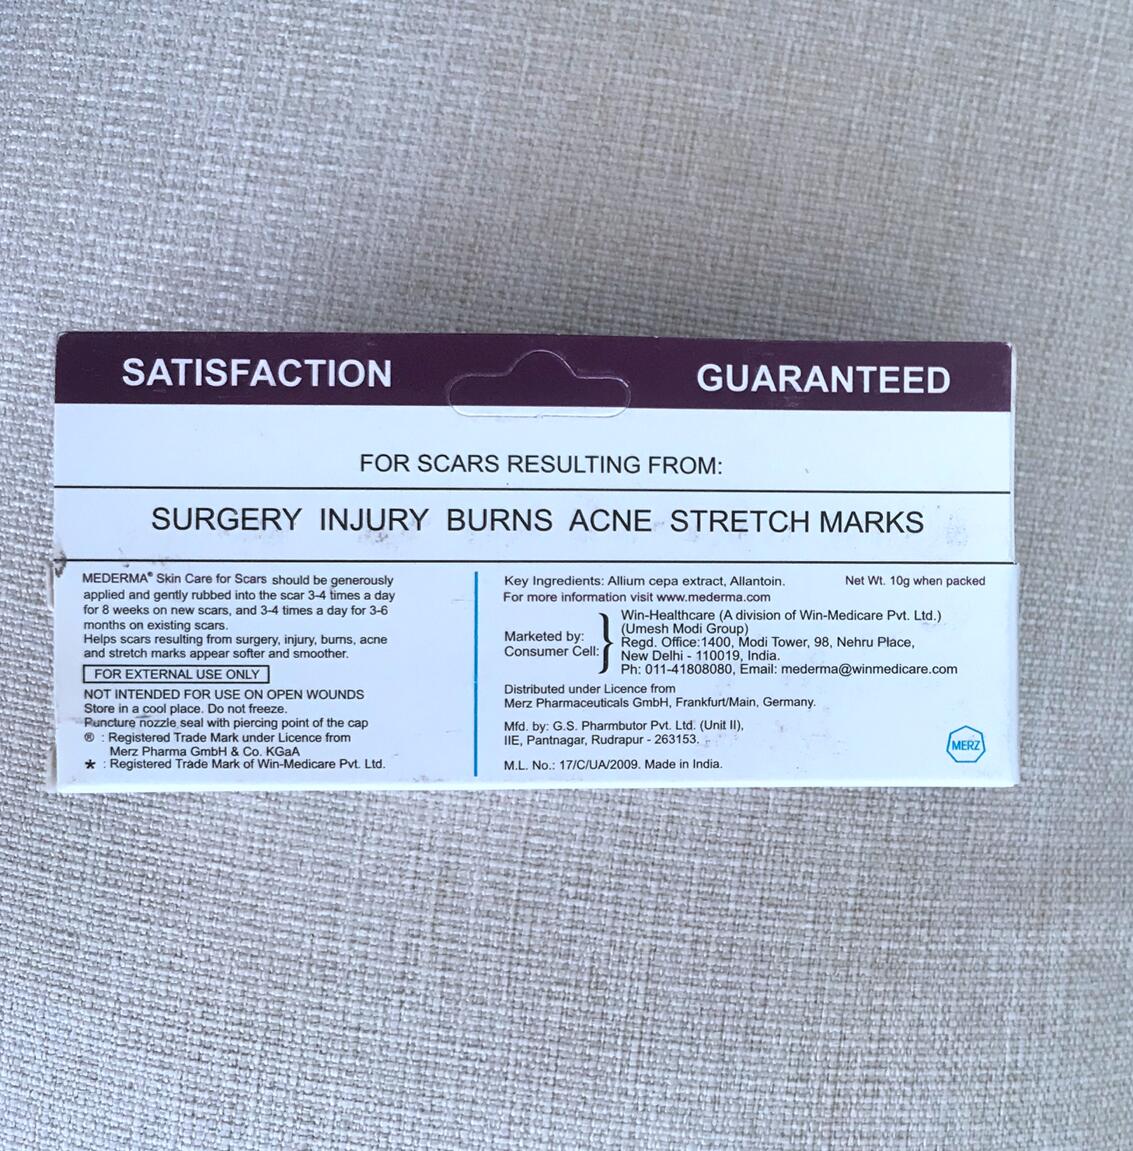 SATISFACTION GUARANTEED
FOR SCARS RESULTING FROM:
SURGERY INJURY BURNS ACNE STRETCH MARKS
MEDERMA® Skin Care for Scars should be generously
applied and gently rubbed into the scar 3-4 times a day
for 8 weeks on new scars, and 3-4 times a day for 3-6
months on existing scars.
Helps scars resulting from surgery, injury, burns, acne
and stretch marks appear softer and smoother.
FOR EXTERNAL USE ONLY
NOT INTENDED FOR USE ON OPEN WOUNDS
Store in a cool place. Do not freeze.
Puncture nozzle seal with piercing point of the cap
® : Registered Trade Mark under Licence from
Merz Pharma GmbH & Co. KGaA
* : Registered Trade Mark of Win-Medicare Pvt. Ltd.
Key Ingredients: Allium cepa extract, Allantoin. Net Wt. 10g when packed
For more information visit www.mederma.com
Marketed by:
Consumer Cell:
Win-Healthcare (A division of Win-Medicare Pvt. Ltd.)
(Umesh Modi Group)
Regd. Office:1400, Modi Tower, 98, Nehru Place,
New Delhi - 110019, India.
Ph: 011-41808080, Email: mederma@winmedicare.com
Distributed under Licence from
Merz Pharmaceuticals GmbH, Frankfurt/Main, Germany.
Mfd. by: G.S. Pharmbutor Pvt. Ltd. (Unit II),
IIE, Pantnagar, Rudrapur - 263153.
M.L. No.: 17/C/UA/2009. Made in India.
MERZ